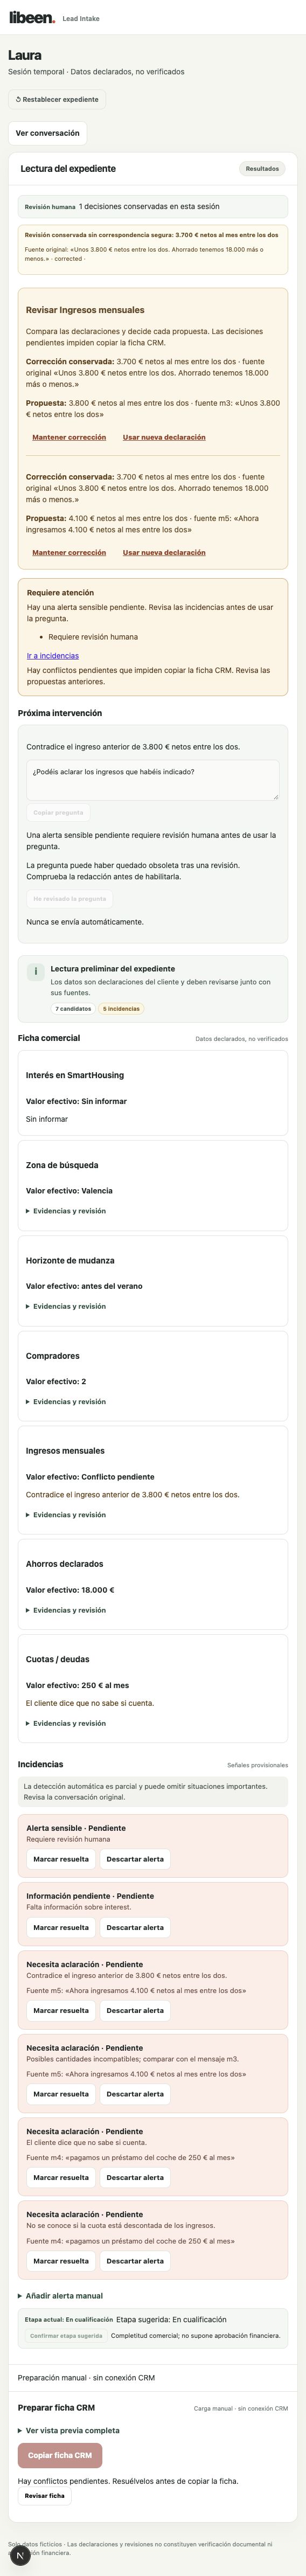 libeen. Lead Intake
Laura
Sesión temporal · Datos declarados, no verificados
↺ Restablecer expediente
Ver conversación
Lectura del expediente
Resultados
Revisión humana 1 decisiones conservadas en esta sesión
Revisión conservada sin correspondencia segura: 3.700 € netos al mes entre los dos
Fuente original: «Unos 3.800 € netos entre los dos. Ahorrado tenemos 18.000 más o
menos.» · corrected ·
Revisar Ingresos mensuales
Compara las declaraciones y decide cada propuesta. Las decisiones
pendientes impiden copiar la ficha CRM.
Corrección conservada: 3.700 € netos al mes entre los dos · fuente
original «Unos 3.800 € netos entre los dos. Ahorrado tenemos 18.000
más o menos.»
Propuesta: 3.800 € netos al mes entre los dos · fuente m3: «Unos 3.800
€ netos entre los dos»
Mantener corrección Usar nueva declaración
Corrección conservada: 3.700 € netos al mes entre los dos · fuente
original «Unos 3.800 € netos entre los dos. Ahorrado tenemos 18.000
más o menos.»
Propuesta: 4.100 € netos al mes entre los dos · fuente m5: «Ahora
ingresamos 4.100 € netos al mes entre los dos»
Mantener corrección Usar nueva declaración
Requiere atención
Hay una alerta sensible pendiente. Revisa las incidencias antes de usar
la pregunta.
• Requiere revisión humana
Ir a incidencias
Hay conflictos pendientes que impiden copiar la ficha CRM. Revisa las
propuestas anteriores.
Próxima intervención
Contradice el ingreso anterior de 3.800 € netos entre los dos.
¿Podéis aclarar los ingresos que habéis indicado?
Copiar pregunta
Una alerta sensible pendiente requiere revisión humana antes de usar la
pregunta.
La pregunta puede haber quedado obsoleta tras una revisión.
Comprueba la redacción antes de habilitarla.
He revisado la pregunta
Nunca se envía automáticamente.
i
Lectura preliminar del expediente
Los datos son declaraciones del cliente y deben revisarse junto con
sus fuentes.
7 candidatos 5 incidencias
Ficha comercial
Datos declarados, no verificados
Interés en SmartHousing
Valor efectivo: Sin informar
Sin informar
Zona de búsqueda
Valor efectivo: Valencia
▶ Evidencias y revisión
Horizonte de mudanza
Valor efectivo: antes del verano
▶ Evidencias y revisión
Compradores
Valor efectivo: 2
▶ Evidencias y revisión
Ingresos mensuales
Valor efectivo: Conflicto pendiente
Contradice el ingreso anterior de 3.800 € netos entre los dos.
▶ Evidencias y revisión
Ahorros declarados
Valor efectivo: 18.000 €
▶ Evidencias y revisión
Cuotas / deudas
Valor efectivo: 250 € al mes
El cliente dice que no sabe si cuenta.
▶ Evidencias y revisión
Incidencias
Señales provisionales
La detección automática es parcial y puede omitir situaciones importantes.
Revisa la conversación original.
Alerta sensible · Pendiente
Requiere revisión humana
Marcar resuelta Descartar alerta
Información pendiente · Pendiente
Falta información sobre interest.
Marcar resuelta Descartar alerta
Necesita aclaración · Pendiente
Contradice el ingreso anterior de 3.800 € netos entre los dos.
Fuente m5: «Ahora ingresamos 4.100 € netos al mes entre los dos»
Marcar resuelta Descartar alerta
Necesita aclaración · Pendiente
Posibles cantidades incompatibles; comparar con el mensaje m3.
Fuente m5: «Ahora ingresamos 4.100 € netos al mes entre los dos»
Marcar resuelta Descartar alerta
Necesita aclaración · Pendiente
El cliente dice que no sabe si cuenta.
Fuente m4: «pagamos un préstamo del coche de 250 € al mes»
Marcar resuelta Descartar alerta
Necesita aclaración · Pendiente
No se conoce si la cuota está descontada de los ingresos.
Fuente m4: «pagamos un préstamo del coche de 250 € al mes»
Marcar resuelta Descartar alerta
▶ Añadir alerta manual
Etapa actual: En cualificación Etapa sugerida: En cualificación
Confirmar etapa sugerida Completitud comercial; no supone aprobación financiera.
Preparación manual · sin conexión CRM
Preparar ficha CRM
Carga manual · sin conexión CRM
▶ Ver vista previa completa
Copiar ficha CRM
Hay conflictos pendientes. Resuélvelos antes de copiar la ficha.
Revisar ficha
Solo datos ficticios · Las declaraciones y revisiones no constituyen verificación documental ni
financiera.
N